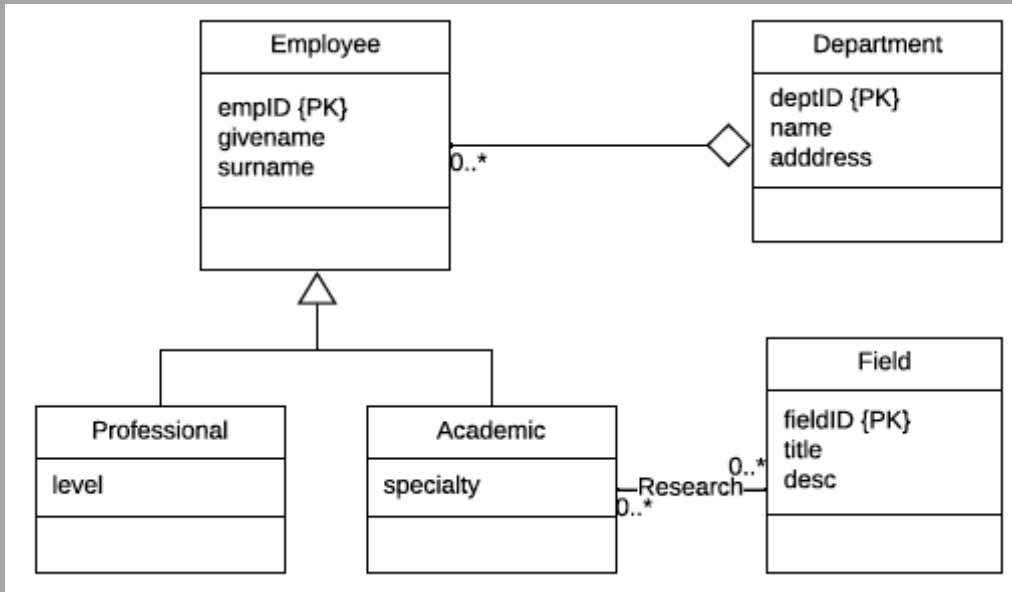 Employee
empID {PK}
givename
surname
0..*
Department
deptID {PK}
name
adddress
Professional
level
Academic
specialty
0..*
Research
0..*
Field
fieldID {PK}
title
desc